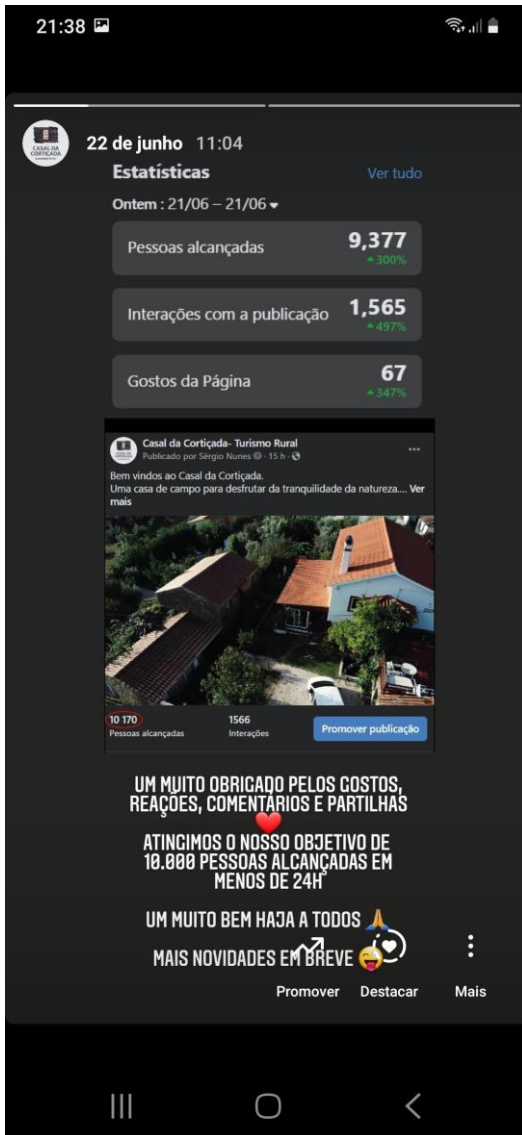 21:38
CASAL DA
CORTIÇADA
22 de junho 11:04
Estatísticas Ver tudo
Ontem : 21/06 – 21/06
Pessoas alcançadas 9,377
300%
Interações com a publicação 1,565
497%
Gostos da Página 67
347%
Casal da Cortiçada- Turismo Rural
Publicado por Sérgio Nunes · 15 h ·
Bem vindos ao Casal da Cortiçada.
Uma casa de campo para desfrutar da tranquilidade da natureza.... Ver
mais
10 170 1566
Pessoas alcançadas Interações Promover publicação
UM MUITO OBRIGADO PELOS GOSTOS,
REAÇÕES, COMENTÁRIOS E PARTILHAS
❤️
ATINGIMOS O NOSSO OBJETIVO DE
10.000 PESSOAS ALCANÇADAS EM
MENOS DE 24H
UM MUITO BEM HAJA A TODOS 🙏
MAIS NOVIDADES EM BREVE 😜
Promover Destacar Mais